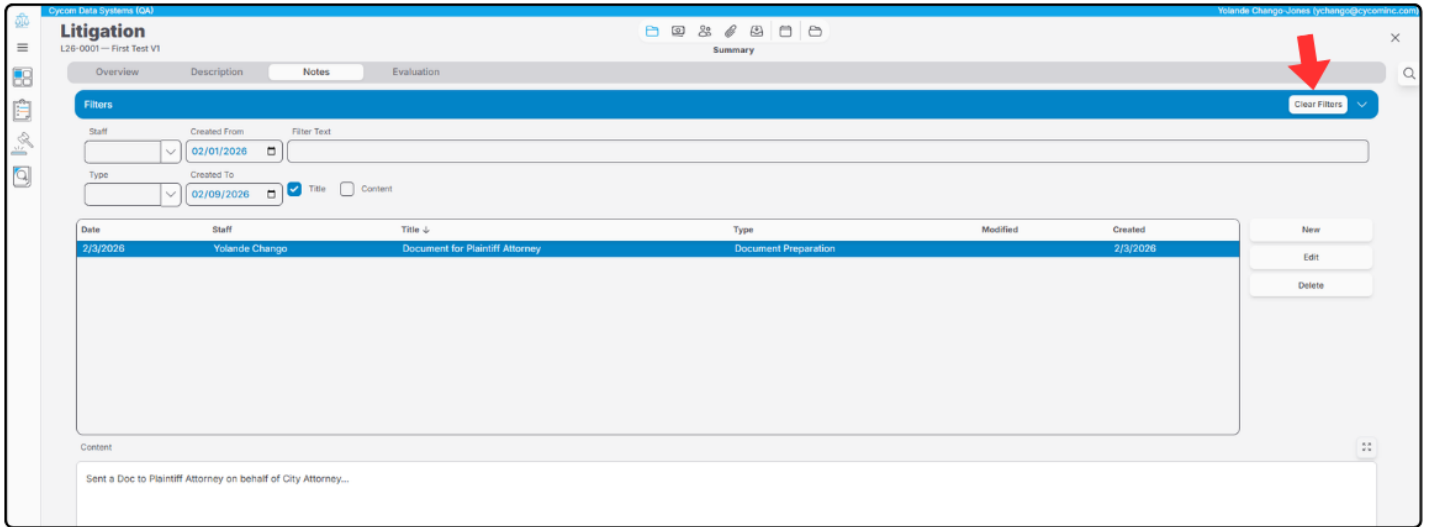 Cycom Data Systems (QA) Yolande Chango-Jones (ychango@cycominc.com)
Litigation
L26-0001 — First Test V1
Summary
Overview Description Notes Evaluation
Filters Clear Filters
Staff Created From Filter Text
02/01/2026
Type Created To
02/09/2026 Title Content
Date Staff Title ↓ Type Modified Created
2/3/2026 Yolande Chango Document for Plaintiff Attorney Document Preparation 2/3/2026
New
Edit
Delete
Content
Sent a Doc to Plaintiff Attorney on behalf of City Attorney...